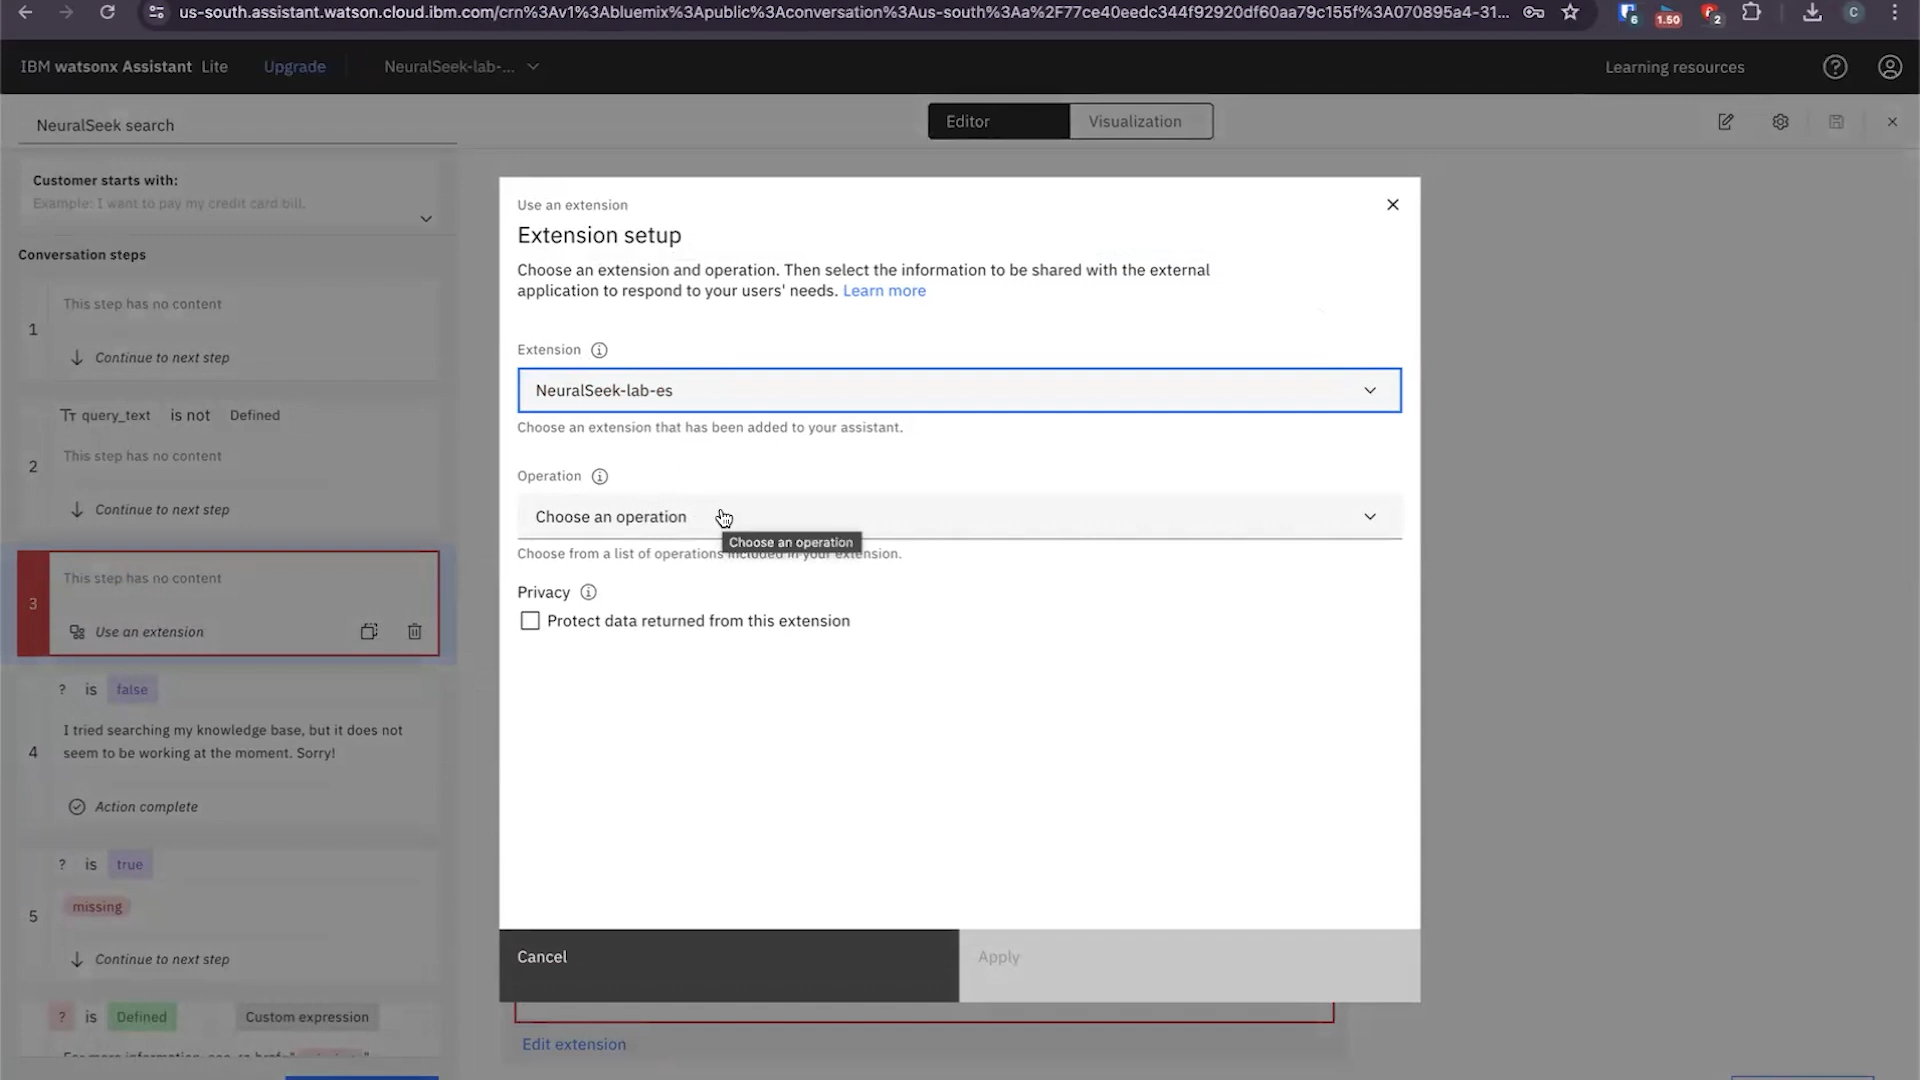 us-south.assistant.watson.cloud.ibm.com/crn%3Av1%3Abluemix%3Apublic%3Aconversation%3Aus-south%3Aa%2F77ce40eedc344f92920df60aa79c155f%3A070895a4-31...
6
1.50
2
C
IBM watsonx Assistant Lite
Upgrade
NeuralSeek-lab-...
Learning resources
NeuralSeek search
Editor
Visualization
Customer starts with:
Example: I want to pay my credit card bill.
Conversation steps
1
This step has no content
Continue to next step
2
Tт query_text is not Defined
This step has no content
Continue to next step
3
This step has no content
Use an extension
4
? is false
I tried searching my knowledge base, but it does not
seem to be working at the moment. Sorry!
Action complete
5
? is true
missing
Continue to next step
? is Defined Custom expression
Use an extension
Extension setup
Choose an extension and operation. Then select the information to be shared with the external
application to respond to your users' needs. Learn more
Extension
NeuralSeek-lab-es
Choose an extension that has been added to your assistant.
Operation
Choose an operation
Choose an operation
Choose from a list of operations included in your extension.
Privacy
Protect data returned from this extension
Cancel
Apply
Edit extension